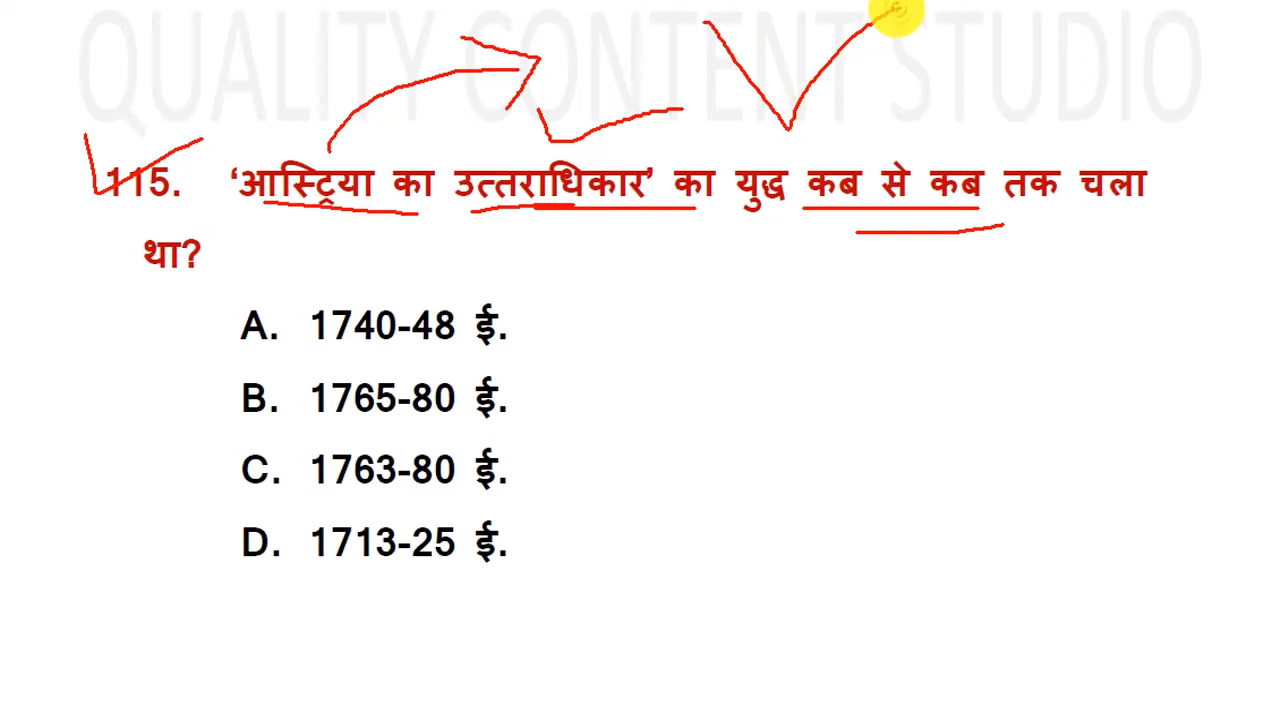 QUALITY CONTENT STUDIO
115. ‘आस्ट्रिया का उत्तराधिकार’ का युद्ध कब से कब तक चला
था?
A. 1740-48 ई.
B. 1765-80 ई.
C. 1763-80 ई.
D. 1713-25 ई.